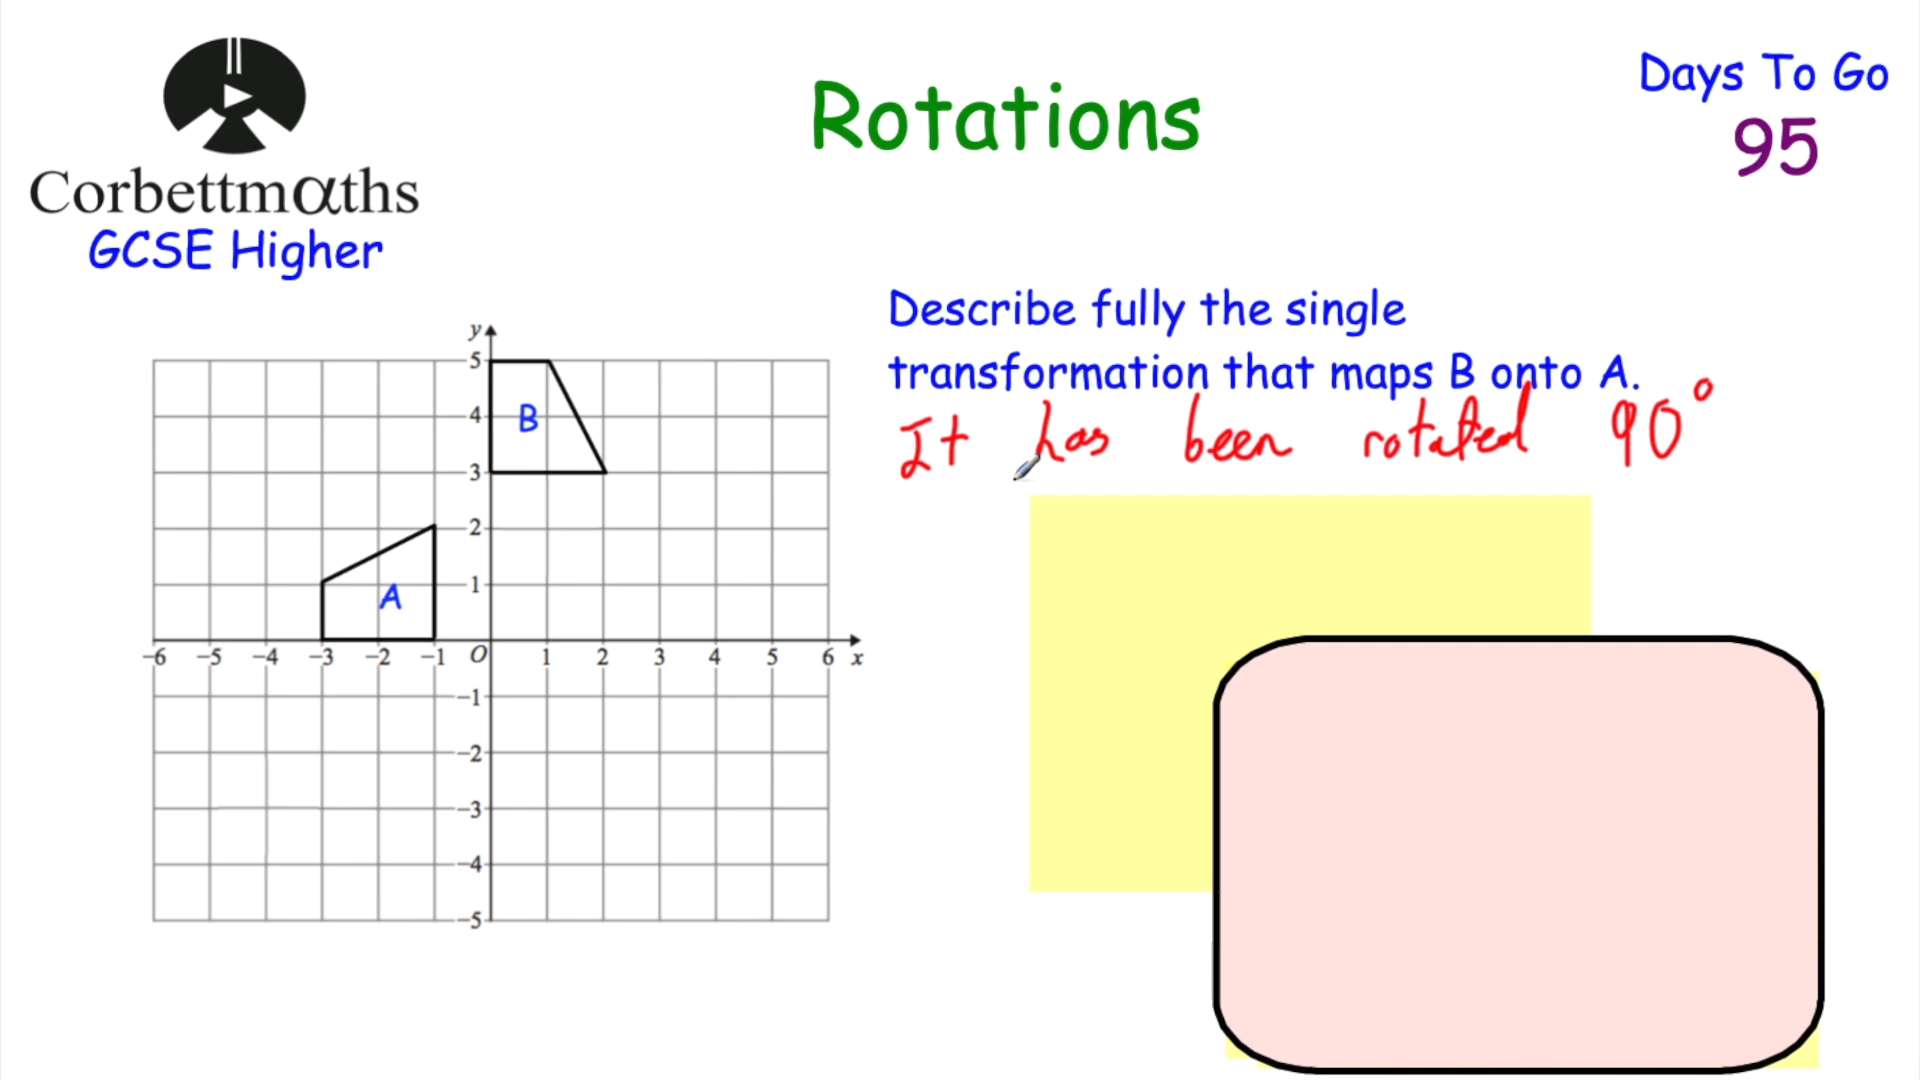 Corbettmαths
GCSE Higher
Rotations
Days To Go
95
Describe fully the single
transformation that maps B onto A.
It has been rotated 90°
y
5
4
3
2
1
B
A
−6 −5 −4 −3 −2 −1 O 1 2 3 4 5 6 x
−1
−2
−3
−4
−5